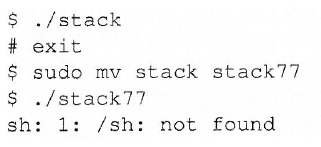 $ ./stack
# exit
$ sudo mv stack stack77
$ ./stack77
sh: 1: /sh: not found